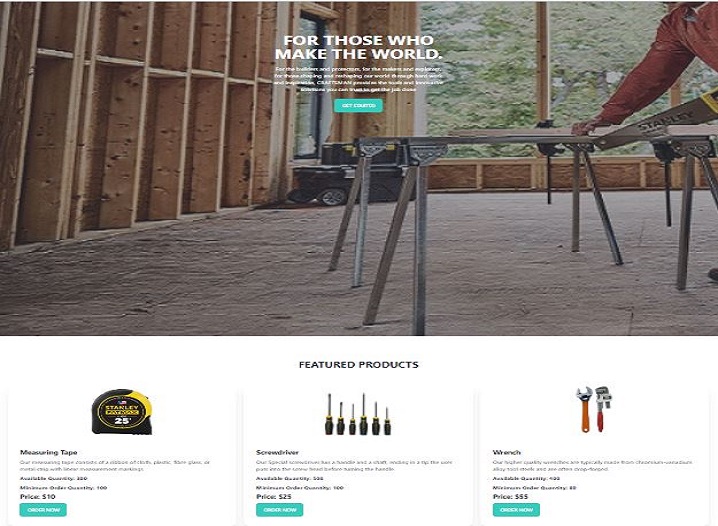 FOR THOSE WHO
MAKE THE WORLD.
For the builders and protectors, for the makers and explorers,
for those shaping and reshaping our world through hard work
and inspiration, CRAFTSMAN provides the tools and innovative
solutions you can trust to get the job done
GET STARTED
STANLEY
FEATURED PRODUCTS
STANLEY
FATMAX
25'
Measuring Tape
Our measuring tape consists of a ribbon of cloth, plastic, fibre glass, or
metal strip with linear measurement markings.
Available Quantity:
Minimum Order Quantity: 100
Price: $10
ORDER NOW
Screwdriver
Our Special screwdriver has a handle and a shaft, ending in a tip the user
puts into the screw head before turning the handle.
Available Quantity:
Minimum Order Quantity: 100
Price: $25
ORDER NOW
Wrench
Our higher quality wrenches are typically made from chromium-vanadium
alloy tool steels and are often drop-forged.
Available Quantity:
Minimum Order Quantity:
Price: $55
ORDER NOW